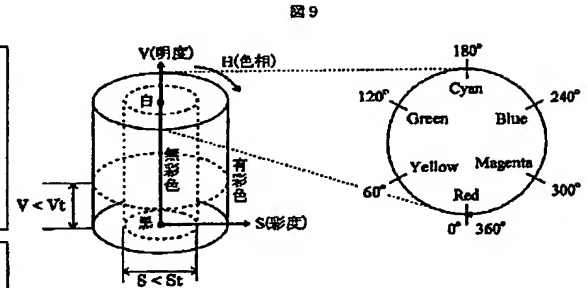 図9
V(明度)
H(色相)
白
無彩色
有彩色
黒
V < Vt
S(彩度)
S < St
180°
Cyan
120°
240°
Green
Blue
Yellow
Magenta
60°
300°
Red
0° 360°